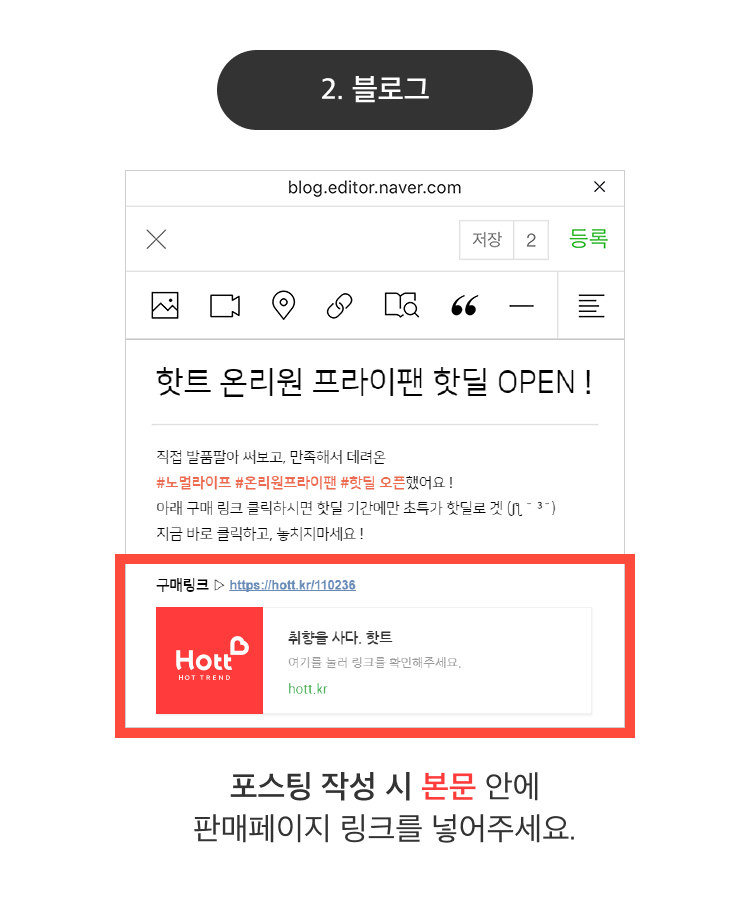 2. 블로그
blog.editor.naver.com
저장 2 등록
핫트 온리원 프라이팬 핫딜 OPEN !
직접 발품팔아 써보고, 만족해서 데려온
#노멀라이프 #온리원프라이팬 #핫딜 오픈했어요 !
아래 구매 링크 클릭하시면 핫딜 기간에만 초특가 핫딜로 겟
지금 바로 클릭하고, 놓치지마세요 !
구매링크 ▷ https://hott.kr/110236
Hott
HOT TREND
취향을 사다. 핫트
여기를 눌러 링크를 확인해주세요.
hott.kr
포스팅 작성 시 본문 안에
판매페이지 링크를 넣어주세요.